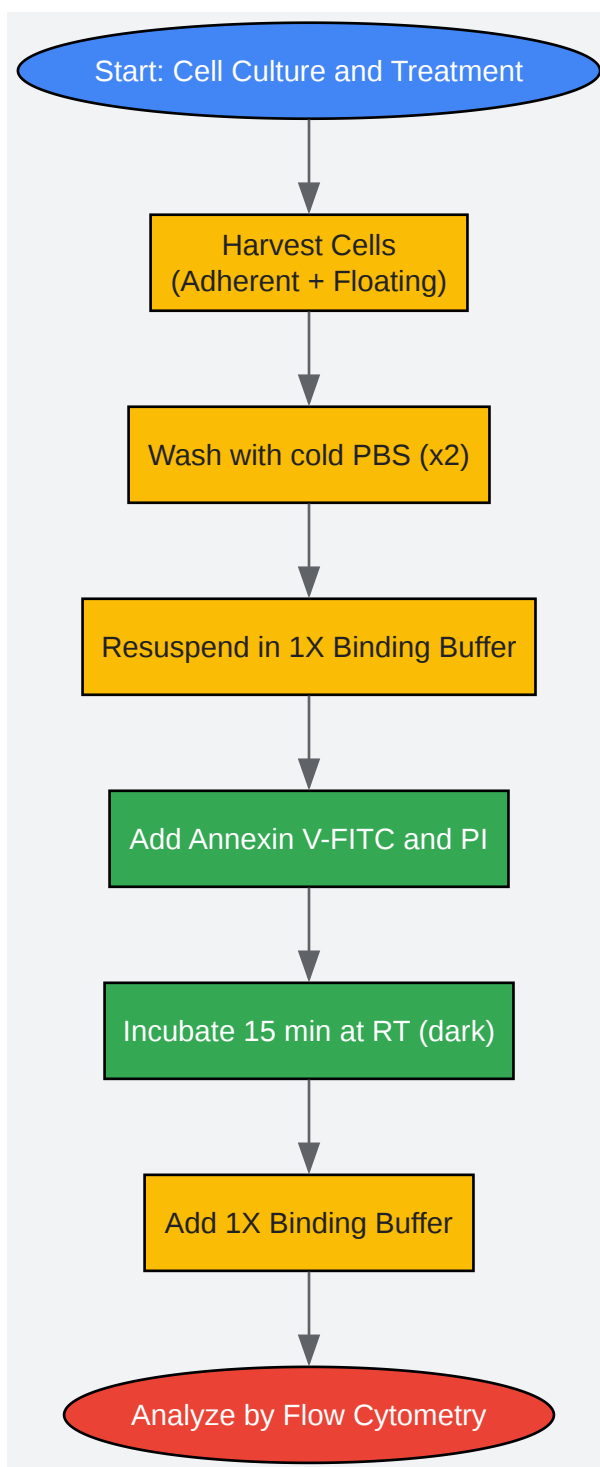 Start: Cell Culture and Treatment
Harvest Cells
(Adherent + Floating)
Wash with cold PBS (x2)
Resuspend in 1X Binding Buffer
Add Annexin V-FITC and PI
Incubate 15 min at RT (dark)
Add 1X Binding Buffer
Analyze by Flow Cytometry